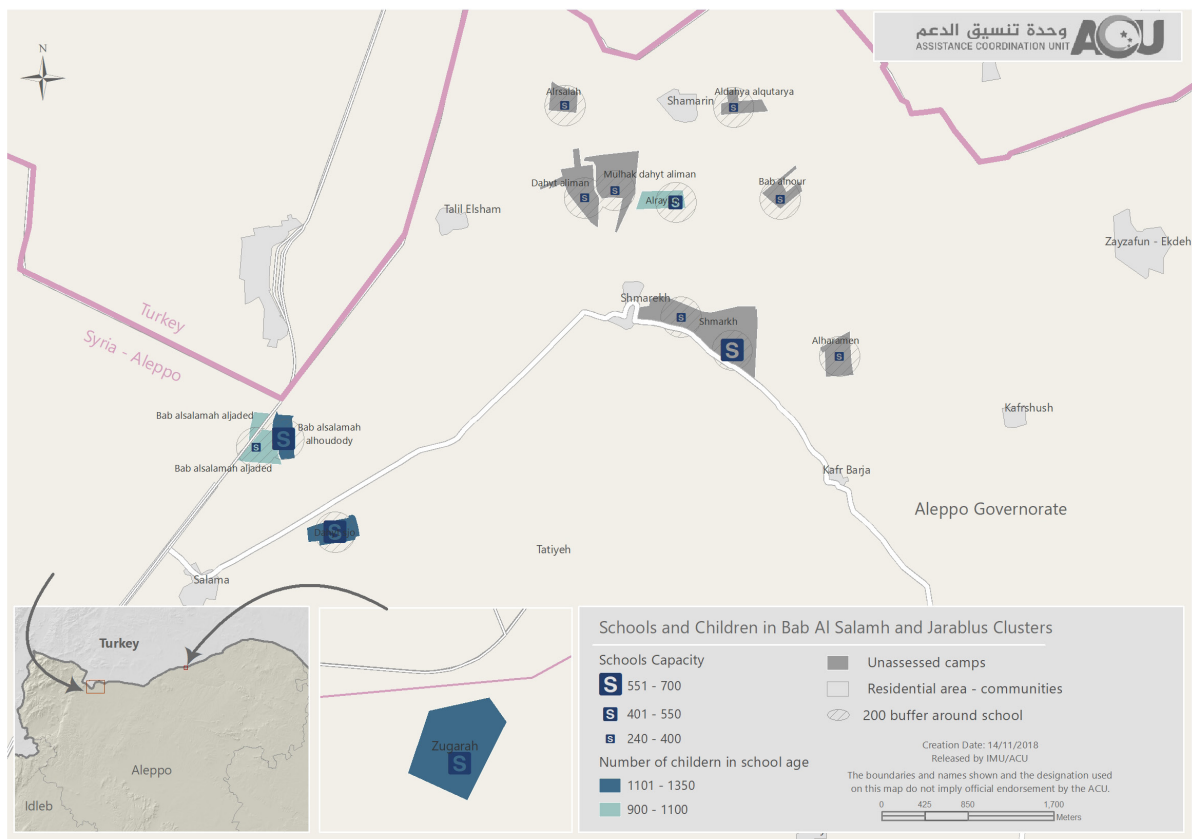 وحدة تنسيق الدعم
ASSISTANCE COORDINATION UNIT
ACU
N
Alrsalah
Shamarin
Aldahya alqutarya
Dahyt aliman
Mulhak dahyt aliman
Alray
Bab alnour
Talil Elsham
Zayzafun - Ekdeh
Shmarekh
Shmarkh
Alharamen
Turkey
Syria - Aleppo
Kafrshush
Bab alsalamah aljaded
Bab alsalamah
alhoudody
Bab alsalamah aljaded
Kafr Barja
Aleppo Governorate
Tatiyeh
Salama
Turkey
Aleppo
Idleb
Zugarah
Schools and Children in Bab Al Salamh and Jarablus Clusters
Schools Capacity
S 551 - 700
S 401 - 550
S 240 - 400
Number of childern in school age
1101 - 1350
900 - 1100
Unassessed camps
Residential area - communities
200 buffer around school
Creation Date: 14/11/2018
Released by IMU/ACU
The boundaries and names shown and the designation used
on this map do not imply official endorsement by the ACU.
0 425 850 1,700
Meters